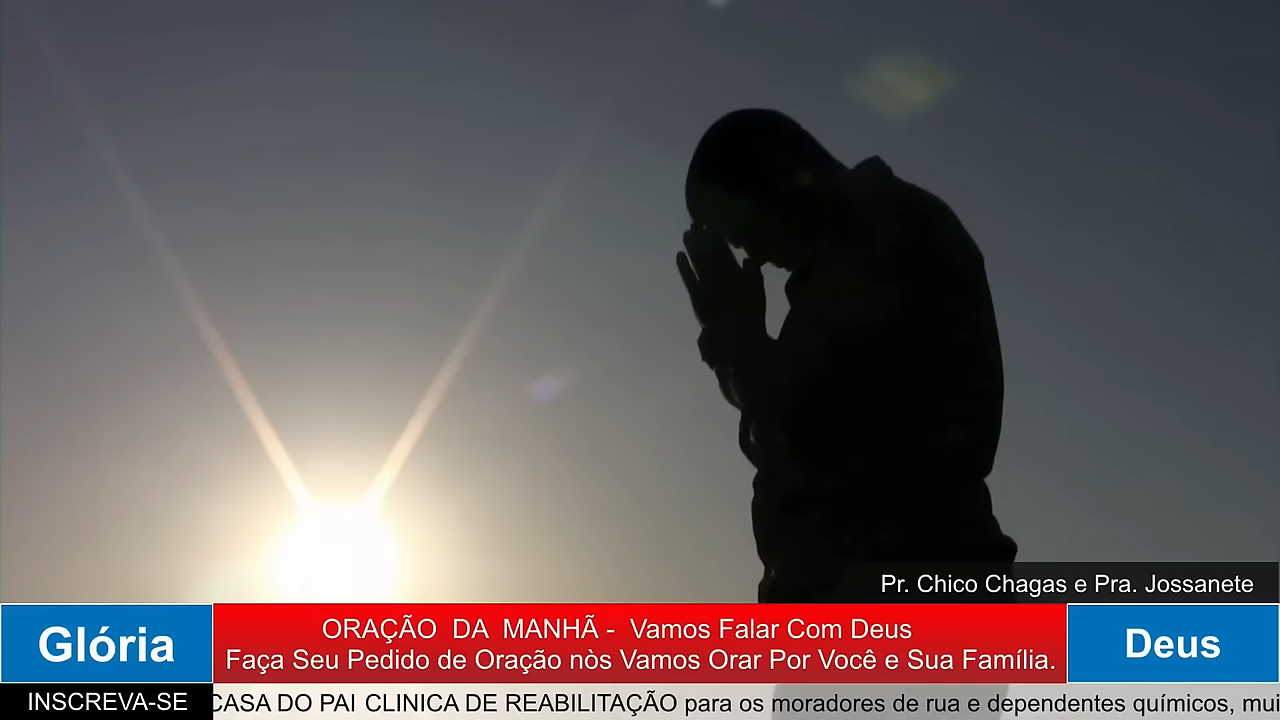 Pr. Chico Chagas e Pra. Jossanete
Glória
ORAÇÃO DA MANHÃ - Vamos Falar Com Deus
Faça Seu Pedido de Oração nòs Vamos Orar Por Você e Sua Família.
Deus
INSCREVA-SE
CASA DO PAI CLINICA DE REABILITAÇÃO para os moradores de rua e dependentes químicos, mui